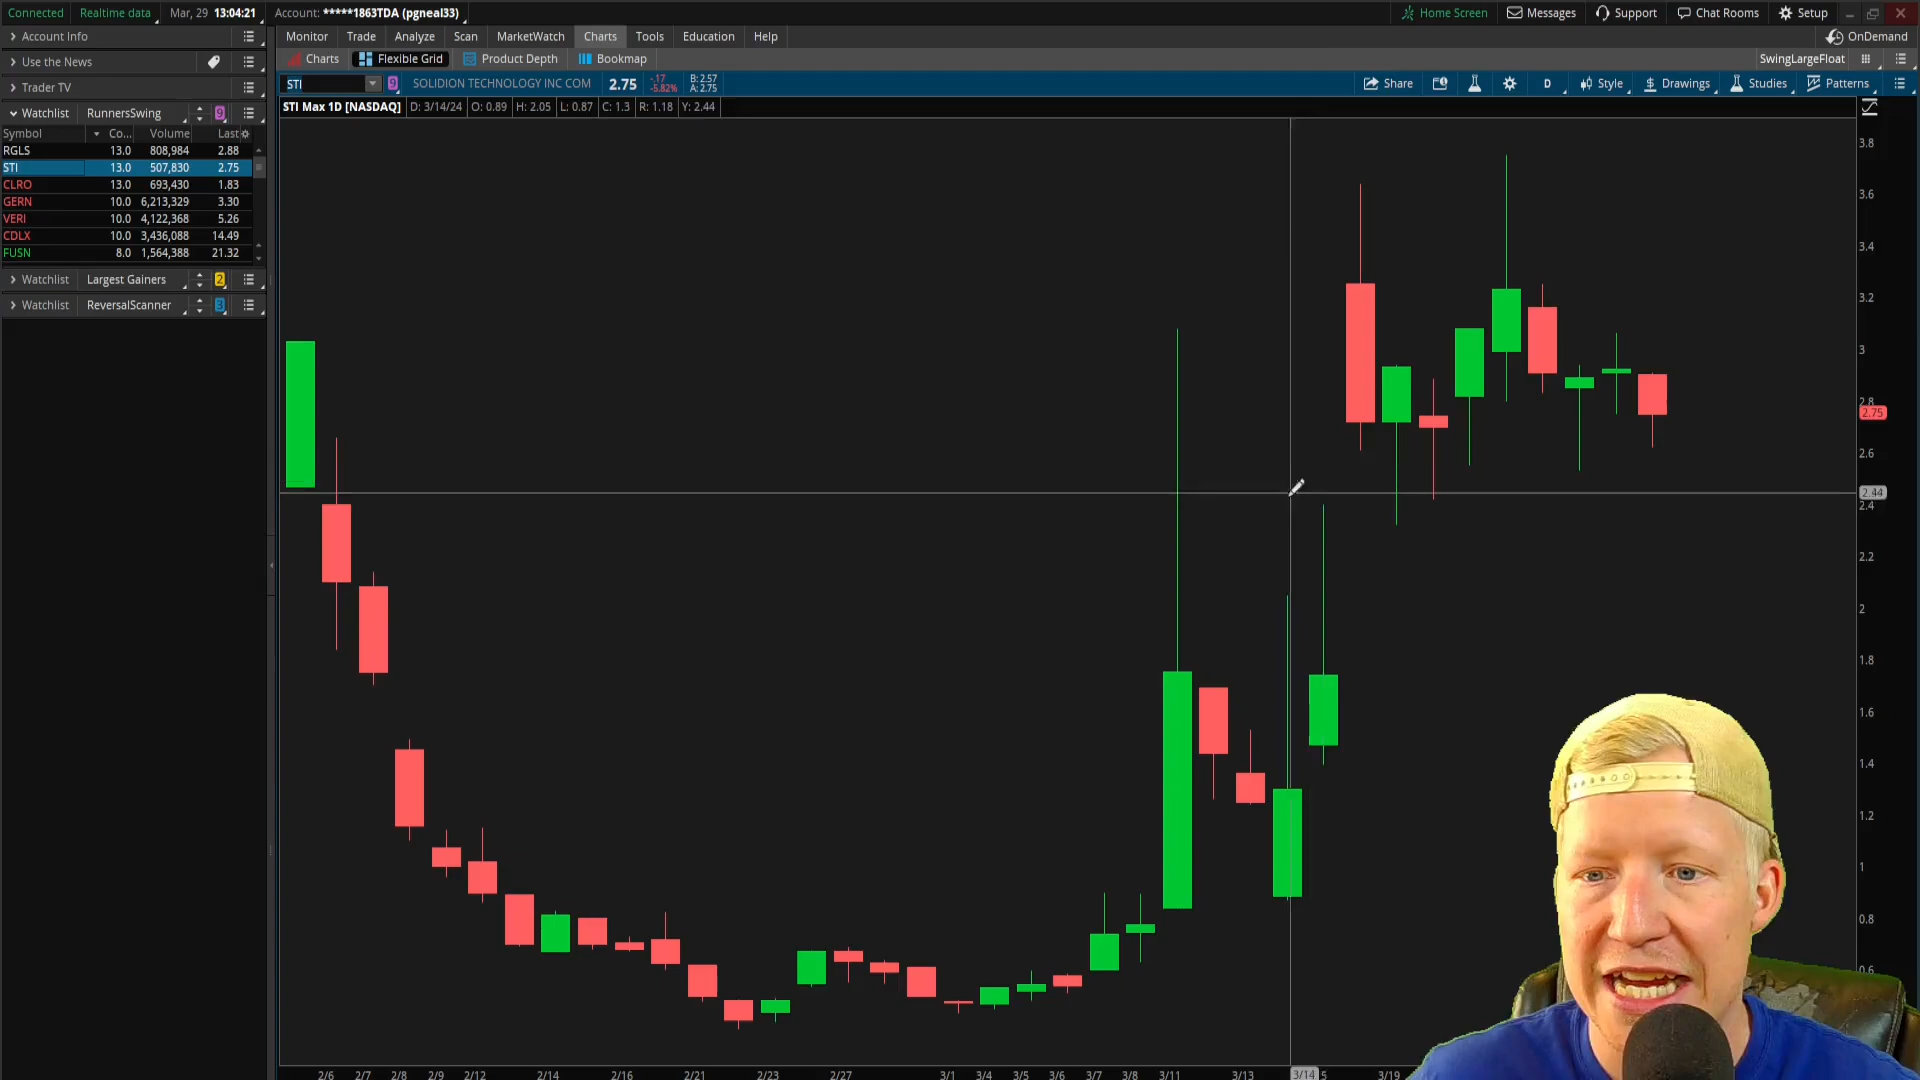 Connected Realtime data Mar, 29 13:04:21 Account: *****1863TDA (pgneal33) Home Screen Messages Support Chat Rooms Setup
Account Info Monitor Trade Analyze Scan MarketWatch Charts Tools Education Help OnDemand
Use the News Charts Flexible Grid Product Depth Bookmap SwingLargeFloat
Trader TV STI 9 SOLIDION TECHNOLOGY INC COM 2.75 -.17 -5.82% B: 2.57 A: 2.75 Share D Style Drawings Studies Patterns
Watchlist RunnersSwing 9 STI Max 1D [NASDAQ] D: 3/14/24 O: 0.89 H: 2.05 L: 0.87 C: 1.3 R: 1.18 Y: 2.44
Symbol Co... Volume Last
RGLS 13.0 808,984 2.88
STI 13.0 507,830 2.75
CLRO 13.0 693,430 1.83
GERN 10.0 6,213,329 3.30
VERI 10.0 4,122,368 5.26
CDLX 10.0 3,436,088 14.49
FUSN 8.0 1,564,388 21.32
Watchlist Largest Gainers 2
Watchlist ReversalScanner 3
3.8
3.6
3.4
3.2
3
2.8
2.75
2.6
2.44
2.4
2.2
2
1.8
1.6
1.4
1.2
1
0.8
0.6
2/6 2/7 2/8 2/9 2/12 2/14 2/16 2/21 2/23 2/27 3/1 3/4 3/5 3/6 3/7 3/8 3/11 3/13 3/14 5 3/19